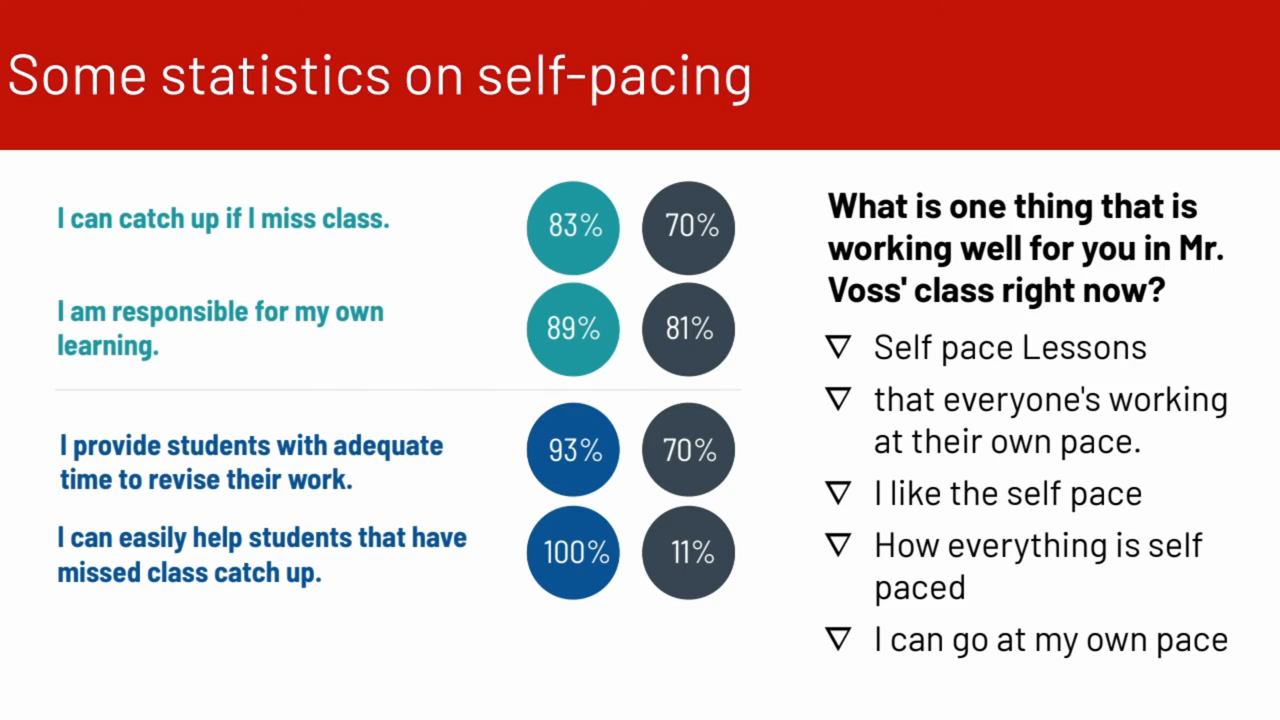 Some statistics on self-pacing
I can catch up if I miss class.
83%
70%
I am responsible for my own
learning.
89%
81%
I provide students with adequate
time to revise their work.
93%
70%
I can easily help students that have
missed class catch up.
100%
11%
What is one thing that is
working well for you in Mr.
Voss' class right now?
Self pace Lessons
that everyone's working
at their own pace.
I like the self pace
How everything is self
paced
I can go at my own pace